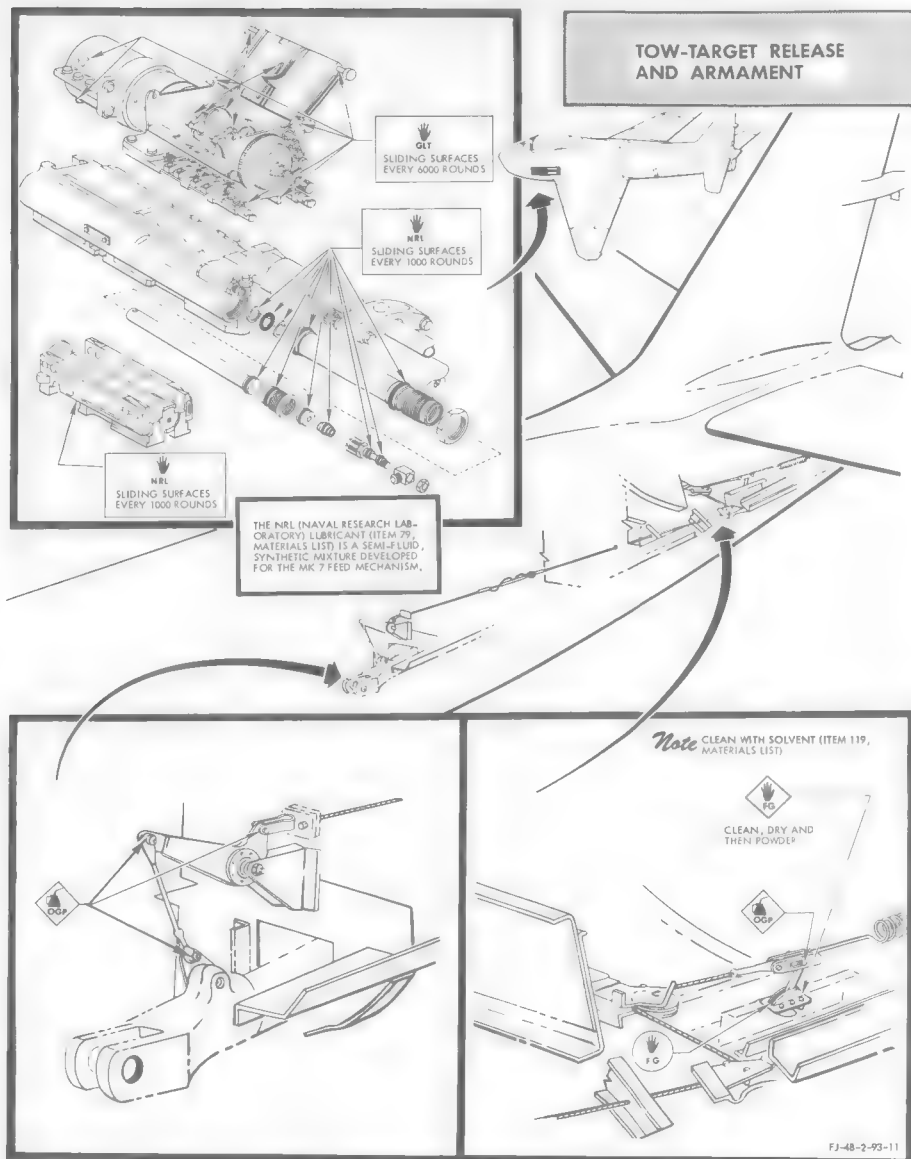 TOW-TARGET RELEASE
AND ARMAMENT
GLT
SLIDING SURFACES
EVERY 6000 ROUNDS
NRL
SLIDING SURFACES
EVERY 1000 ROUNDS
NRL
SLIDING SURFACES
EVERY 1000 ROUNDS
THE NRL (NAVAL RESEARCH LAB-
ORATORY) LUBRICANT (ITEM 79,
MATERIALS LIST) IS A SEMI-FLUID,
SYNTHETIC MIXTURE DEVELOPED
FOR THE MK 7 FEED MECHANISM.
OGP
Note CLEAN WITH SOLVENT (ITEM 119,
MATERIALS LIST)
FG
CLEAN, DRY AND
THEN POWDER
OGP
FG
FJ-4B-2-93-11